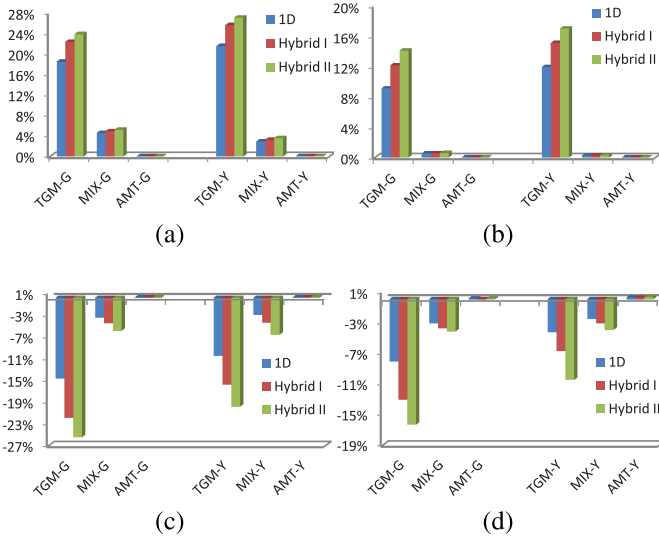 28%
24%
20%
16%
12%
8%
4%
0%
1D
Hybrid I
Hybrid II
TGM-G
MIX-G
AMT-G
TGM-Y
MIX-Y
AMT-Y
(a)
20%
16%
12%
8%
4%
0%
1D
Hybrid I
Hybrid II
TGM-G
MIX-G
AMT-G
TGM-Y
MIX-Y
AMT-Y
(b)
1%
-3%
-7%
-11%
-15%
-19%
-23%
-27%
1D
Hybrid I
Hybrid II
TGM-G
MIX-G
AMT-G
TGM-Y
MIX-Y
AMT-Y
(c)
1%
-3%
-7%
-11%
-15%
-19%
1D
Hybrid I
Hybrid II
TGM-G
MIX-G
AMT-G
TGM-Y
MIX-Y
AMT-Y
(d)